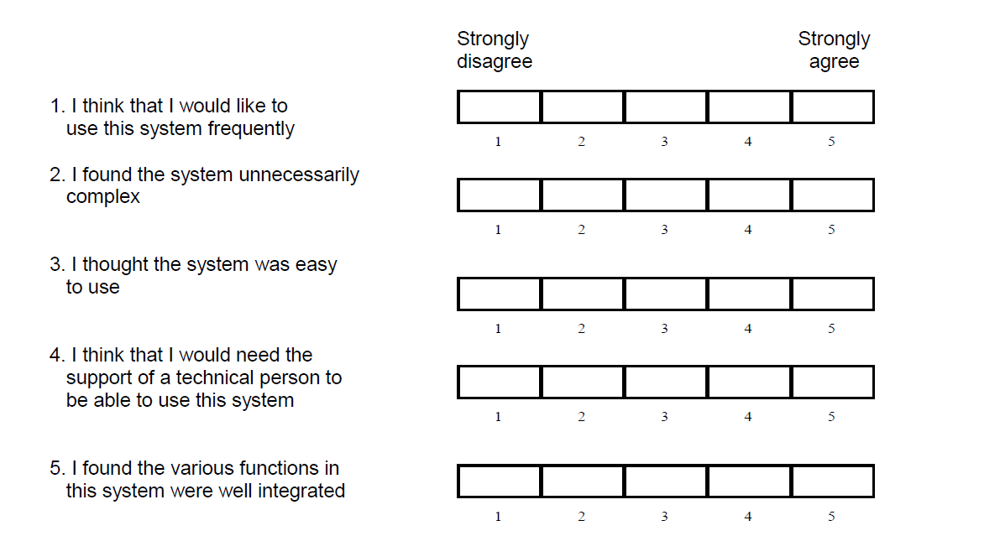 Strongly disagree
Strongly agree
1. I think that I would like to
use this system frequently
1 2 3 4 5
2. I found the system unnecessarily
complex
1 2 3 4 5
3. I thought the system was easy
to use
1 2 3 4 5
4. I think that I would need the
support of a technical person to
be able to use this system
1 2 3 4 5
5. I found the various functions in
this system were well integrated
1 2 3 4 5